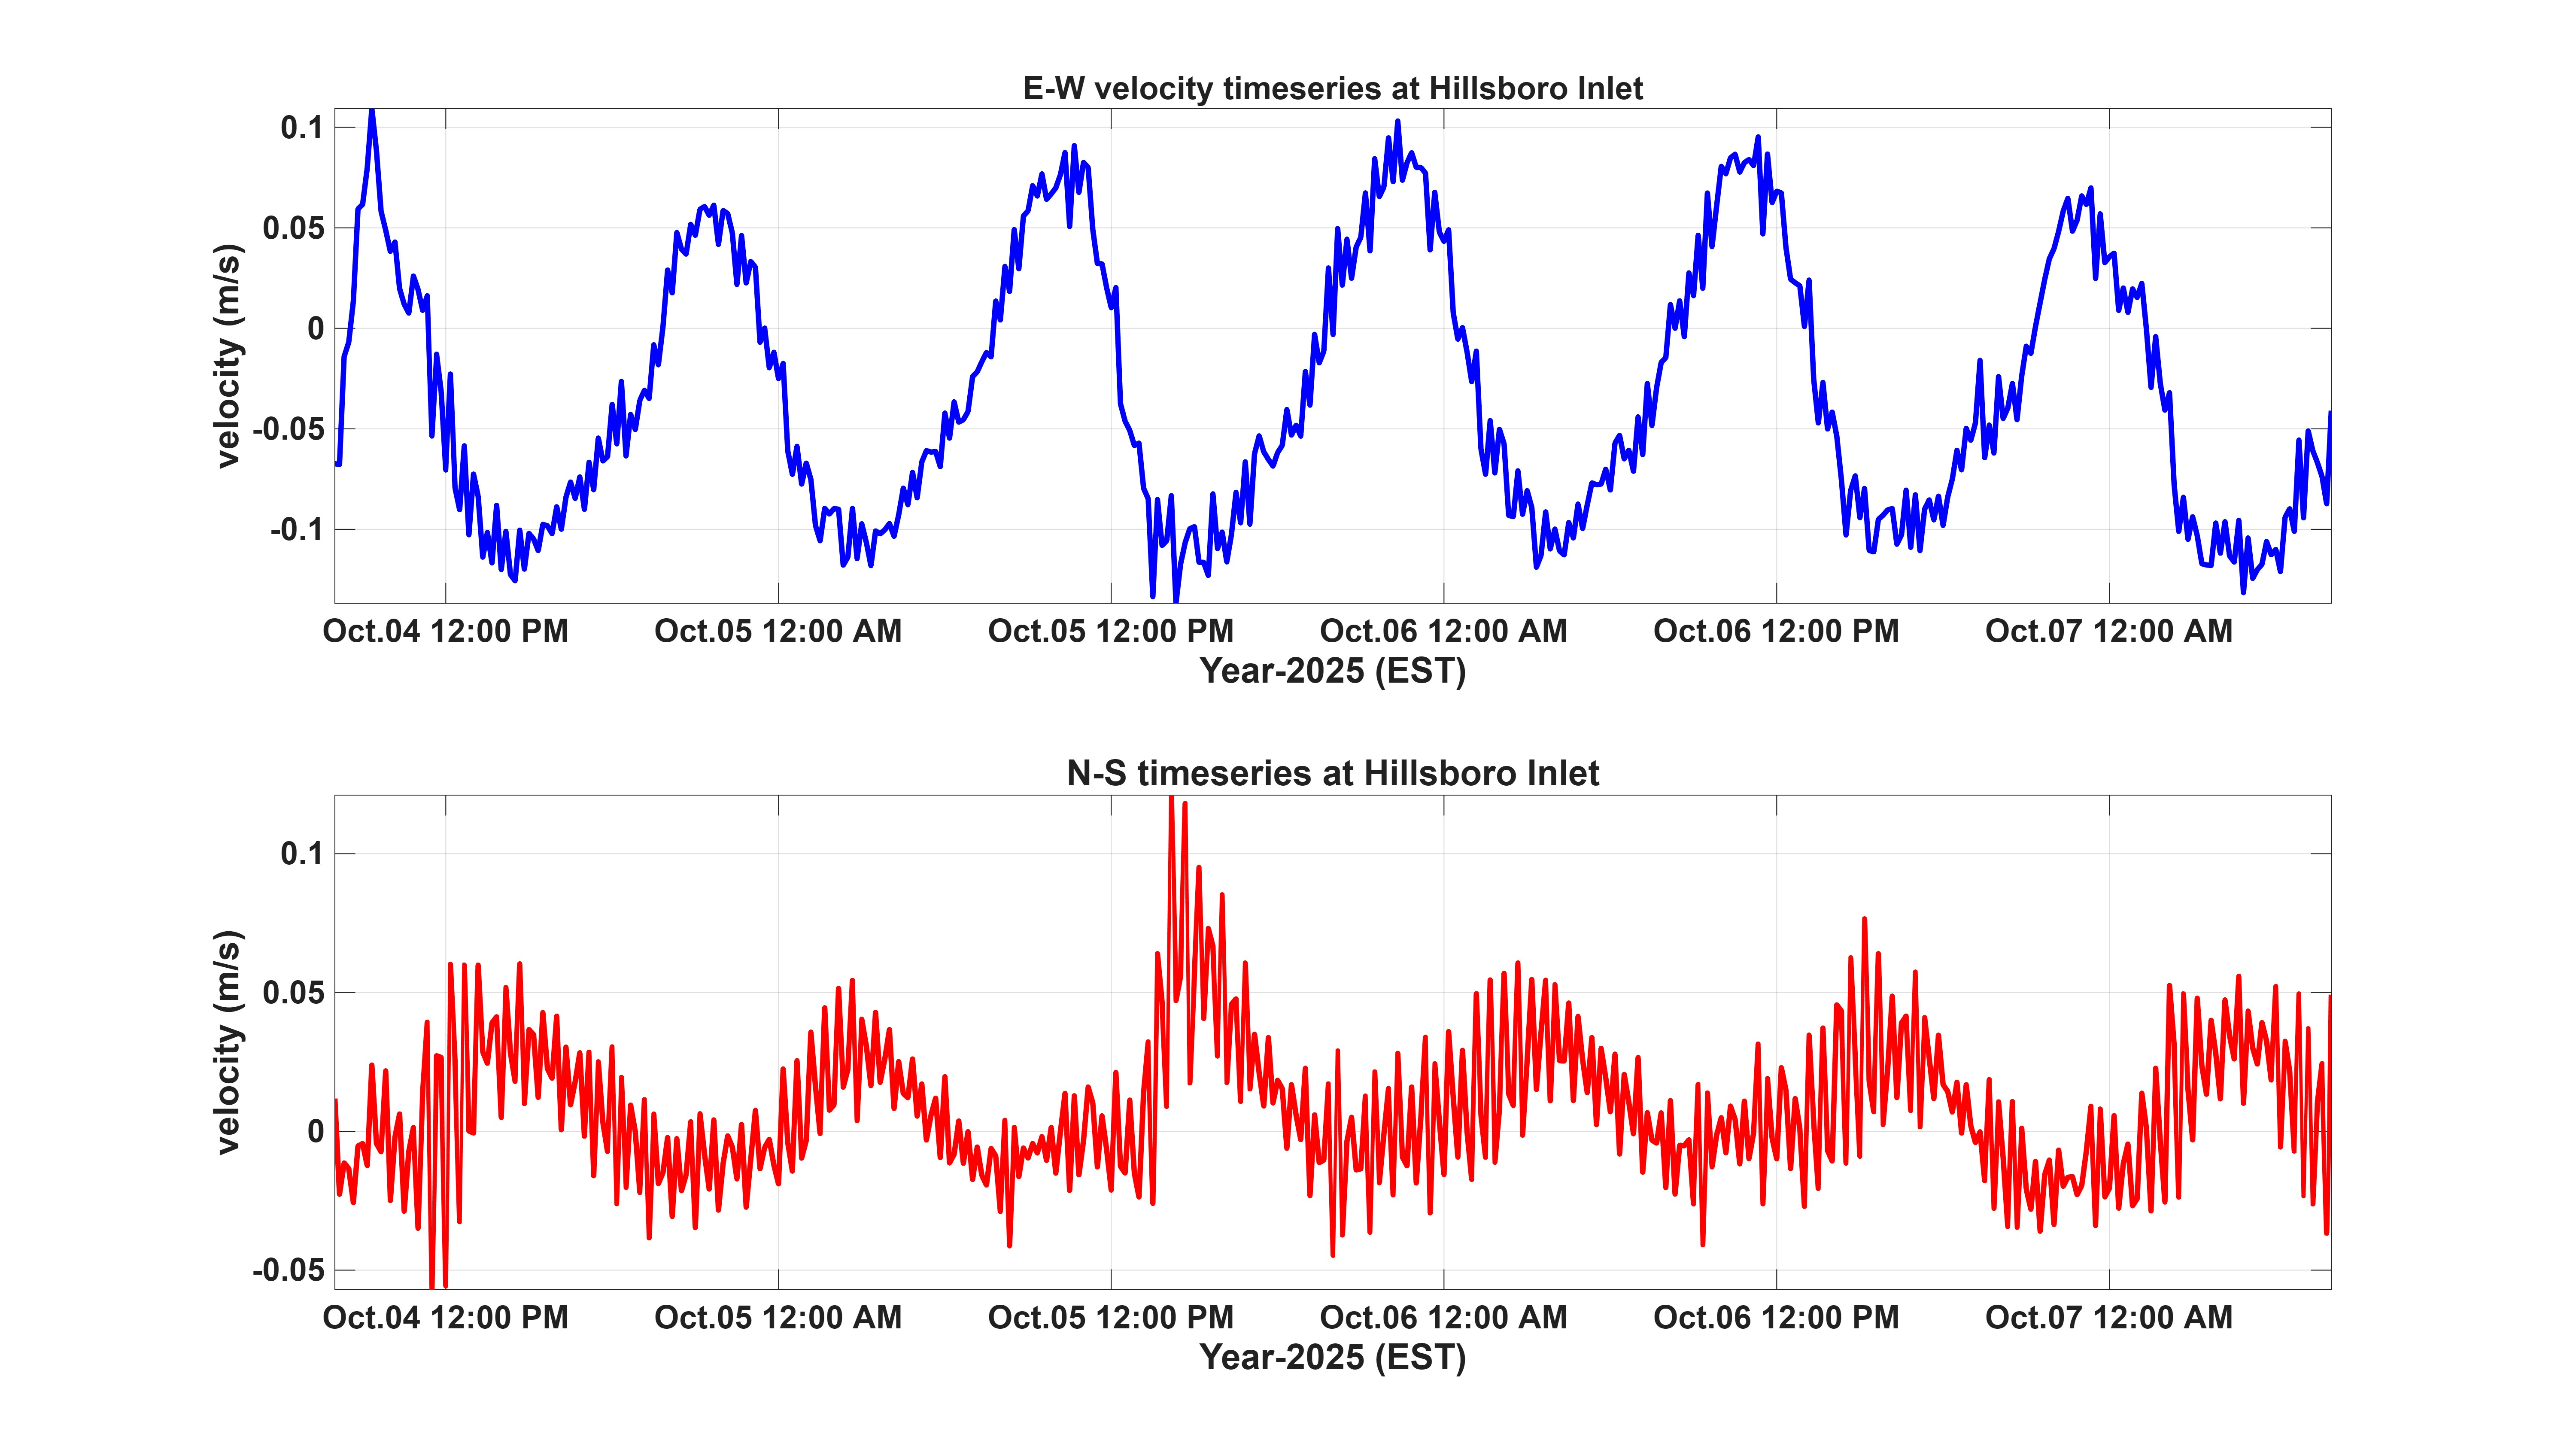 E-W velocity timeseries at Hillsboro Inlet
0.1
0.05
0
-0.05
-0.1
velocity (m/s)
Oct.04 12:00 PM Oct.05 12:00 AM Oct.05 12:00 PM Oct.06 12:00 AM Oct.06 12:00 PM Oct.07 12:00 AM
Year-2025 (EST)
N-S timeseries at Hillsboro Inlet
0.1
0.05
0
-0.05
velocity (m/s)
Oct.04 12:00 PM Oct.05 12:00 AM Oct.05 12:00 PM Oct.06 12:00 AM Oct.06 12:00 PM Oct.07 12:00 AM
Year-2025 (EST)